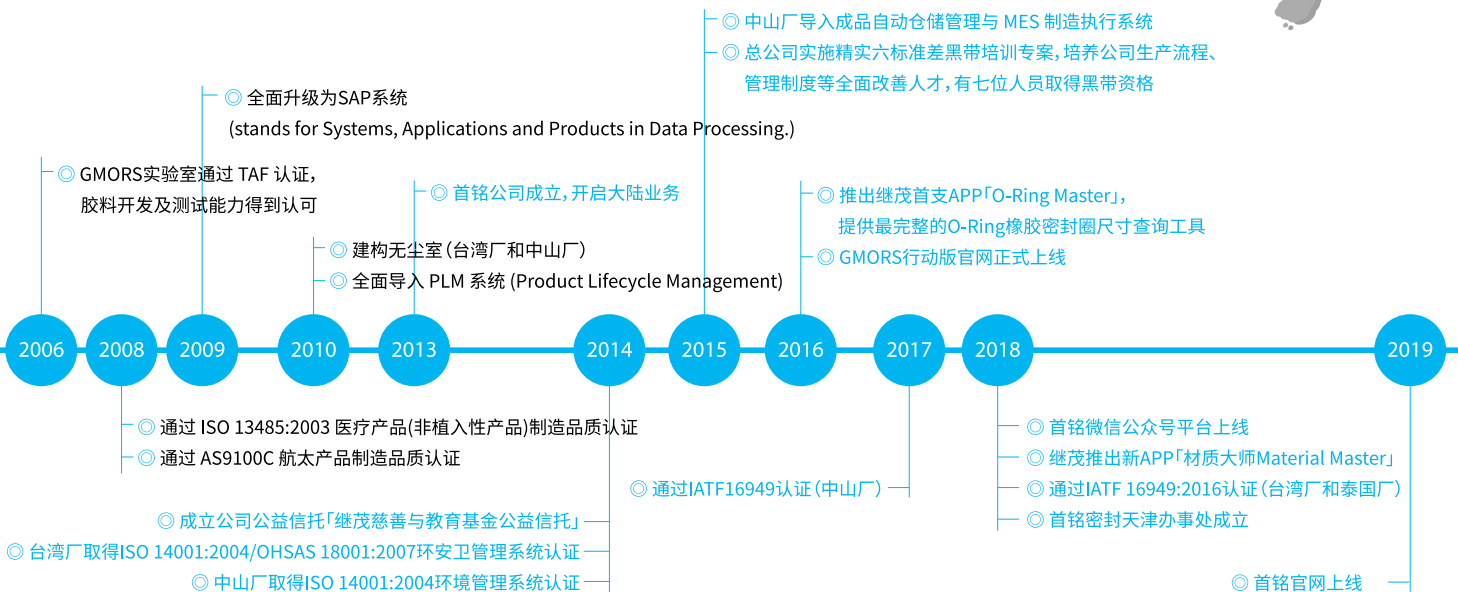 ◎ 中山厂导入成品自动仓储管理与 MES 制造执行系统
◎ 总公司实施精实六标准差黑带培训专案，培养公司生产流程、
管理制度等全面改善人才，有七位人员取得黑带资格
◎ 全面升级为SAP系统
(stands for Systems, Applications and Products in Data Processing.)
◎ GMORS实验室通过 TAF 认证，
胶料开发及测试能力得到认可
◎ 首铭公司成立，开启大陆业务
◎ 推出继茂首支APP「O-Ring Master」，
提供最完整的O-Ring橡胶密封圈尺寸查询工具
◎ GMORS行动版官网正式上线
◎ 建构无尘室（台湾厂和中山厂）
◎ 全面导入 PLM 系统 (Product Lifecycle Management)
2006 2008 2009 2010 2013 2014 2015 2016 2017 2018 2019
◎ 通过 ISO 13485:2003 医疗产品(非植入性产品)制造品质认证
◎ 通过 AS9100C 航太产品制造品质认证
◎ 成立公司公益信托「继茂慈善与教育基金公益信托」
◎ 台湾厂取得ISO 14001:2004/OHSAS 18001:2007环安卫管理系统认证
◎ 中山厂取得ISO 14001:2004环境管理系统认证
◎ 通过IATF16949认证（中山厂）
◎ 首铭微信公众号平台上线
◎ 继茂推出新APP「材质大师Material Master」
◎ 通过IATF 16949:2016认证（台湾厂和泰国厂）
◎ 首铭密封天津办事处成立
◎ 首铭官网上线